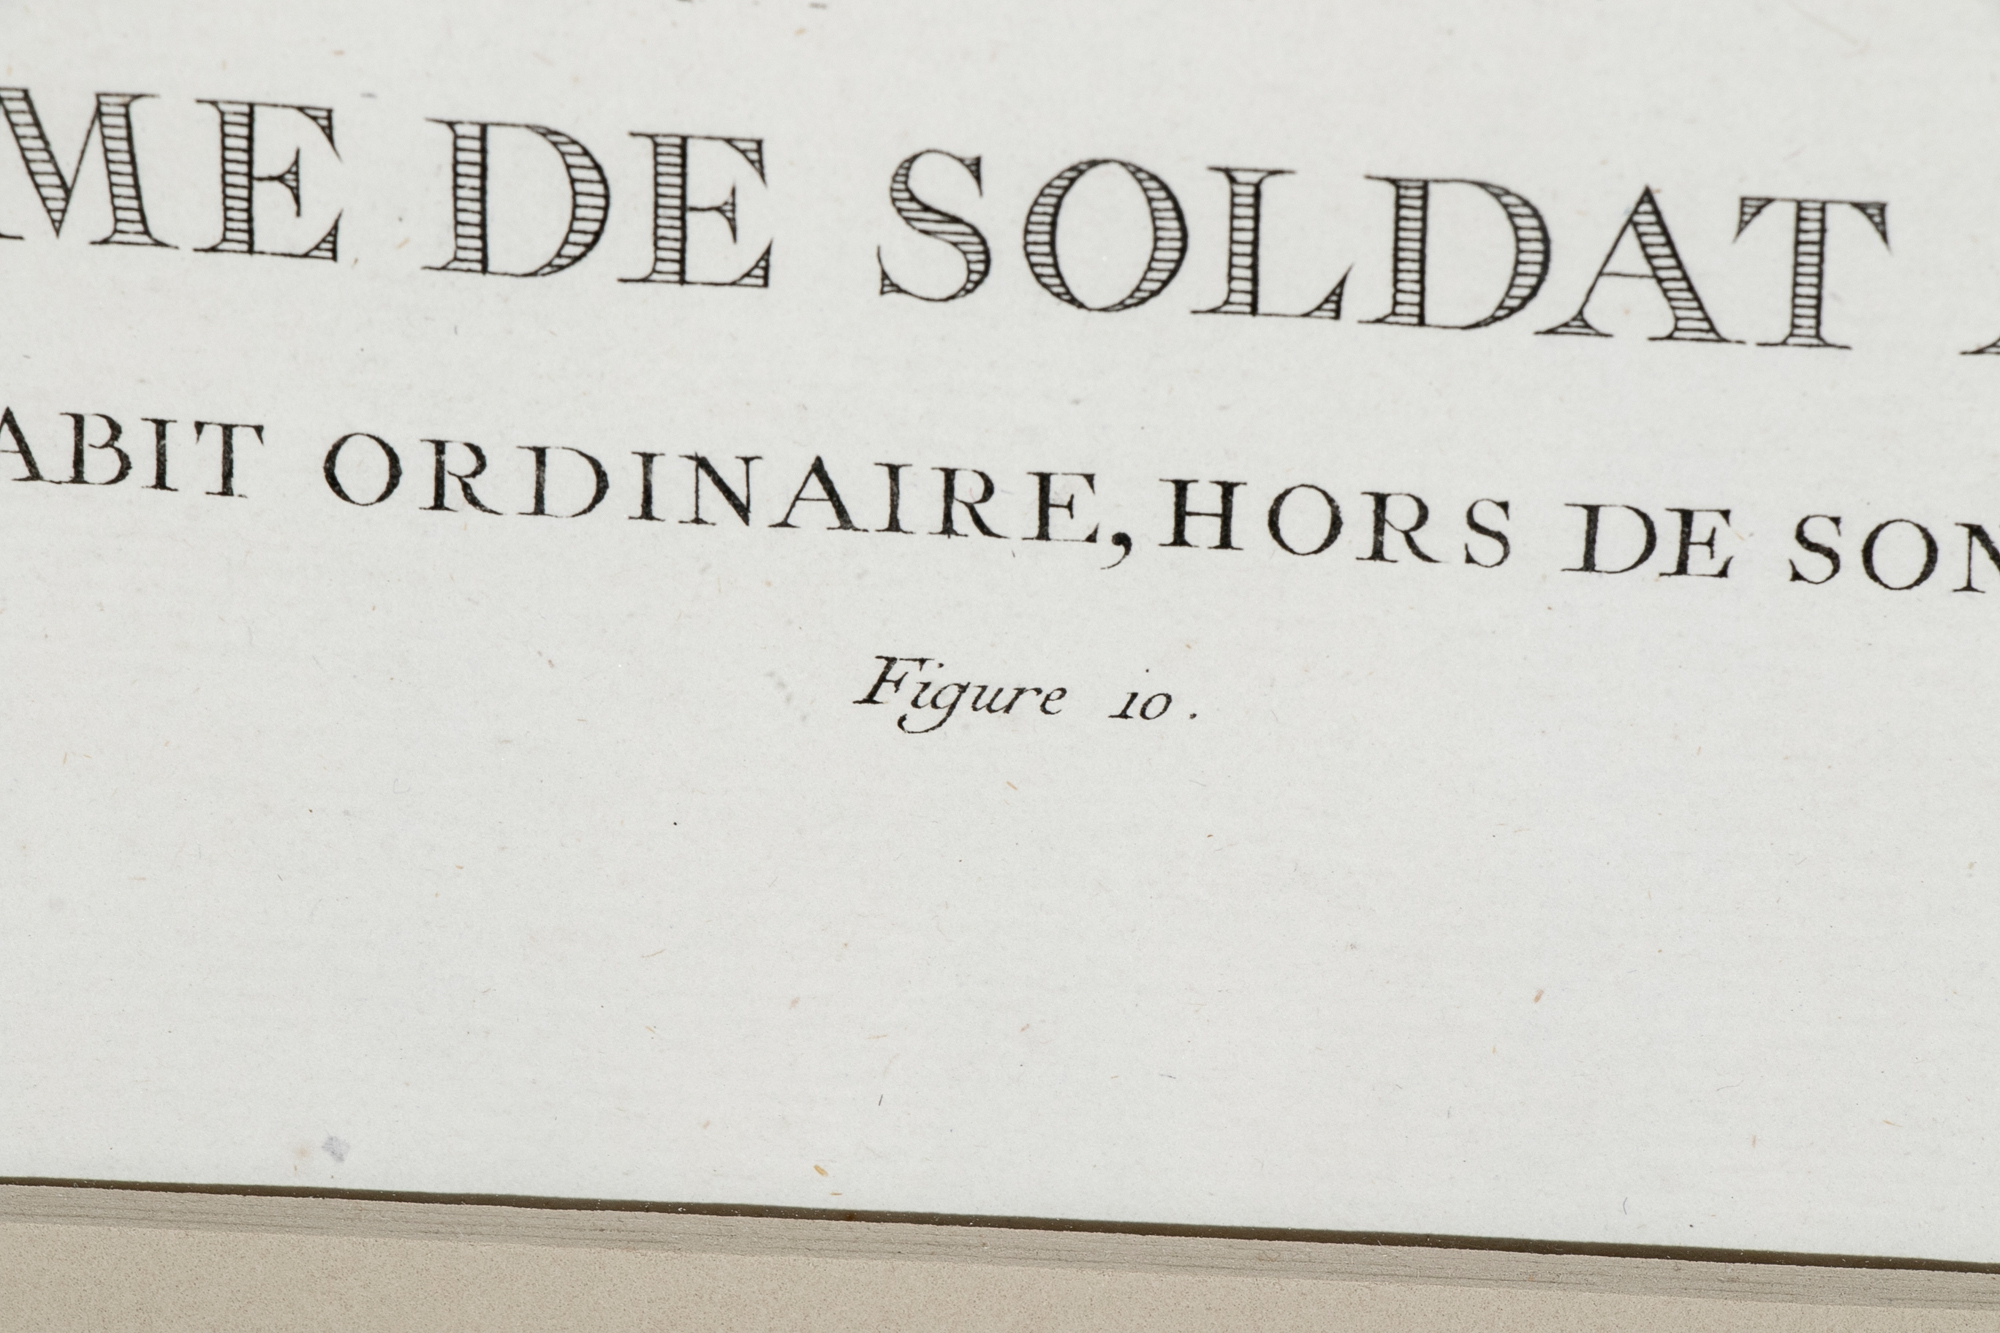 ME DE SOLDAT
ABIT ORDINAIRE, HORS DE SON
Figure 10.